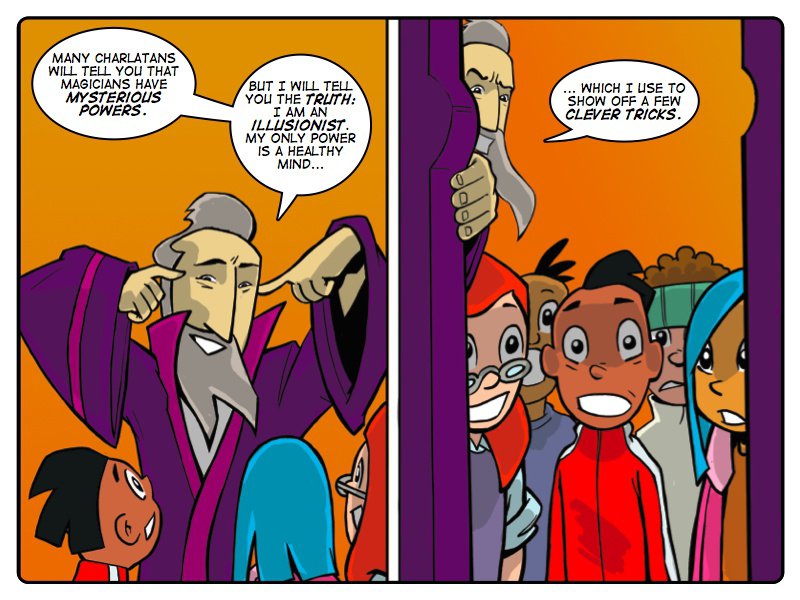 MANY CHARLATANS
WILL TELL YOU THAT
MAGICIANS HAVE
MYSTERIOUS
POWERS.
BUT I WILL TELL
YOU THE TRUTH:
I AM AN
ILLUSIONIST.
MY ONLY POWER
IS A HEALTHY
MIND...
... WHICH I USE TO
SHOW OFF A FEW
CLEVER TRICKS.